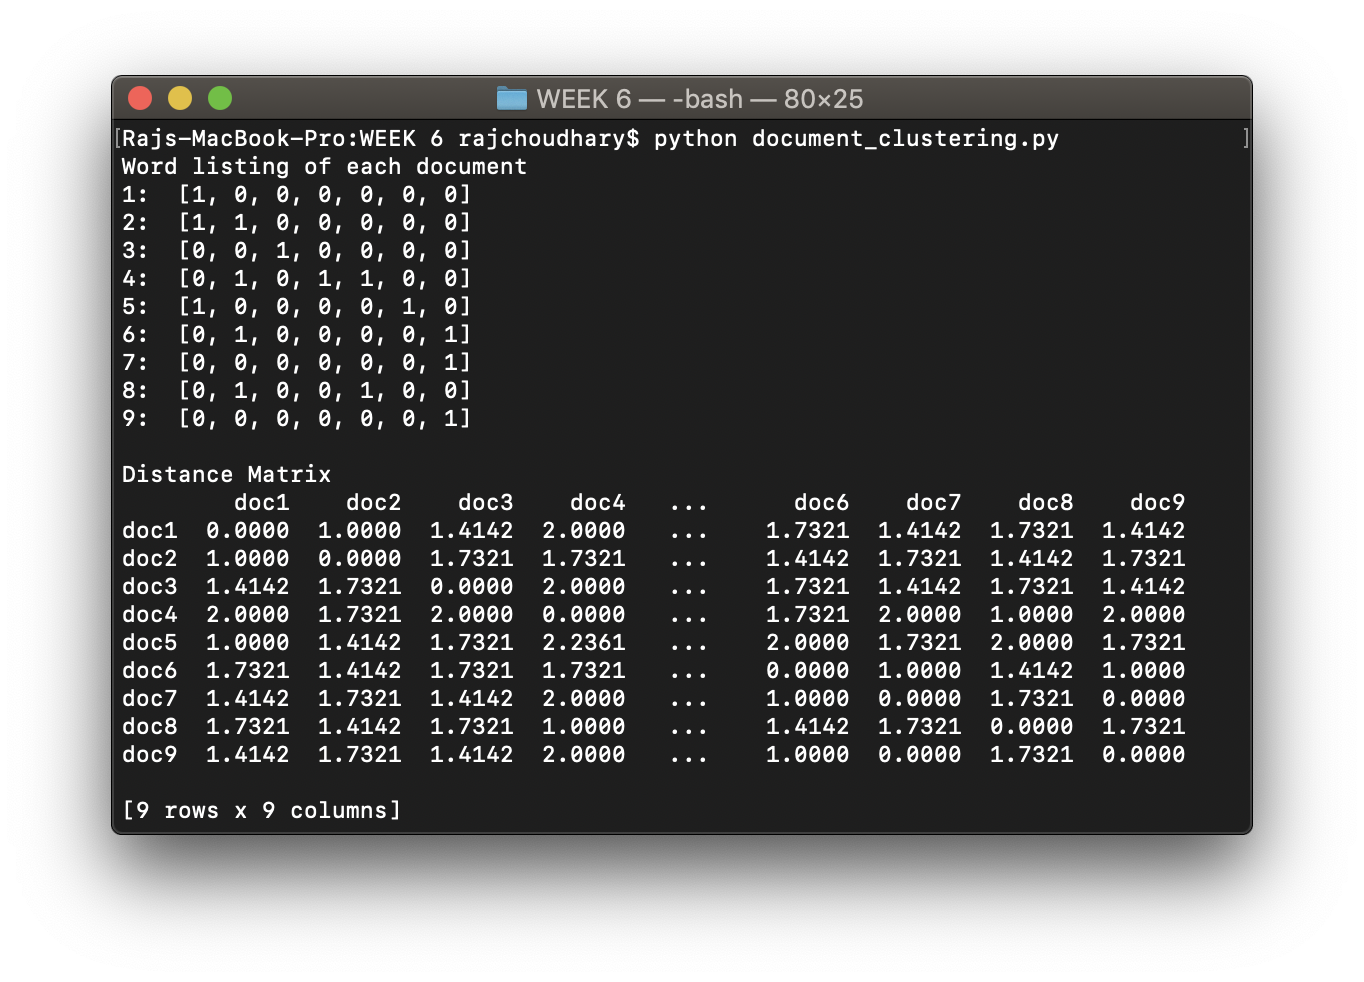 WEEK 6 — -bash — 80×25
[Rajs-MacBook-Pro:WEEK 6 rajchoudhary$ python document_clustering.py ]
Word listing of each document
1:  [1, 0, 0, 0, 0, 0, 0]
2:  [1, 1, 0, 0, 0, 0, 0]
3:  [0, 0, 1, 0, 0, 0, 0]
4:  [0, 1, 0, 1, 1, 0, 0]
5:  [1, 0, 0, 0, 0, 1, 0]
6:  [0, 1, 0, 0, 0, 0, 1]
7:  [0, 0, 0, 0, 0, 0, 1]
8:  [0, 1, 0, 0, 1, 0, 0]
9:  [0, 0, 0, 0, 0, 0, 1]
Distance Matrix
        doc1    doc2    doc3    doc4   ...      doc6    doc7    doc8    doc9
doc1  0.0000  1.0000  1.4142  2.0000   ...    1.7321  1.4142  1.7321  1.4142
doc2  1.0000  0.0000  1.7321  1.7321   ...    1.4142  1.7321  1.4142  1.7321
doc3  1.4142  1.7321  0.0000  2.0000   ...    1.7321  1.4142  1.7321  1.4142
doc4  2.0000  1.7321  2.0000  0.0000   ...    1.7321  2.0000  1.0000  2.0000
doc5  1.0000  1.4142  1.7321  2.2361   ...    2.0000  1.7321  2.0000  1.7321
doc6  1.7321  1.4142  1.7321  1.7321   ...    0.0000  1.0000  1.4142  1.0000
doc7  1.4142  1.7321  1.4142  2.0000   ...    1.0000  0.0000  1.7321  0.0000
doc8  1.7321  1.4142  1.7321  1.0000   ...    1.4142  1.7321  0.0000  1.7321
doc9  1.4142  1.7321  1.4142  2.0000   ...    1.0000  0.0000  1.7321  0.0000
[9 rows x 9 columns]